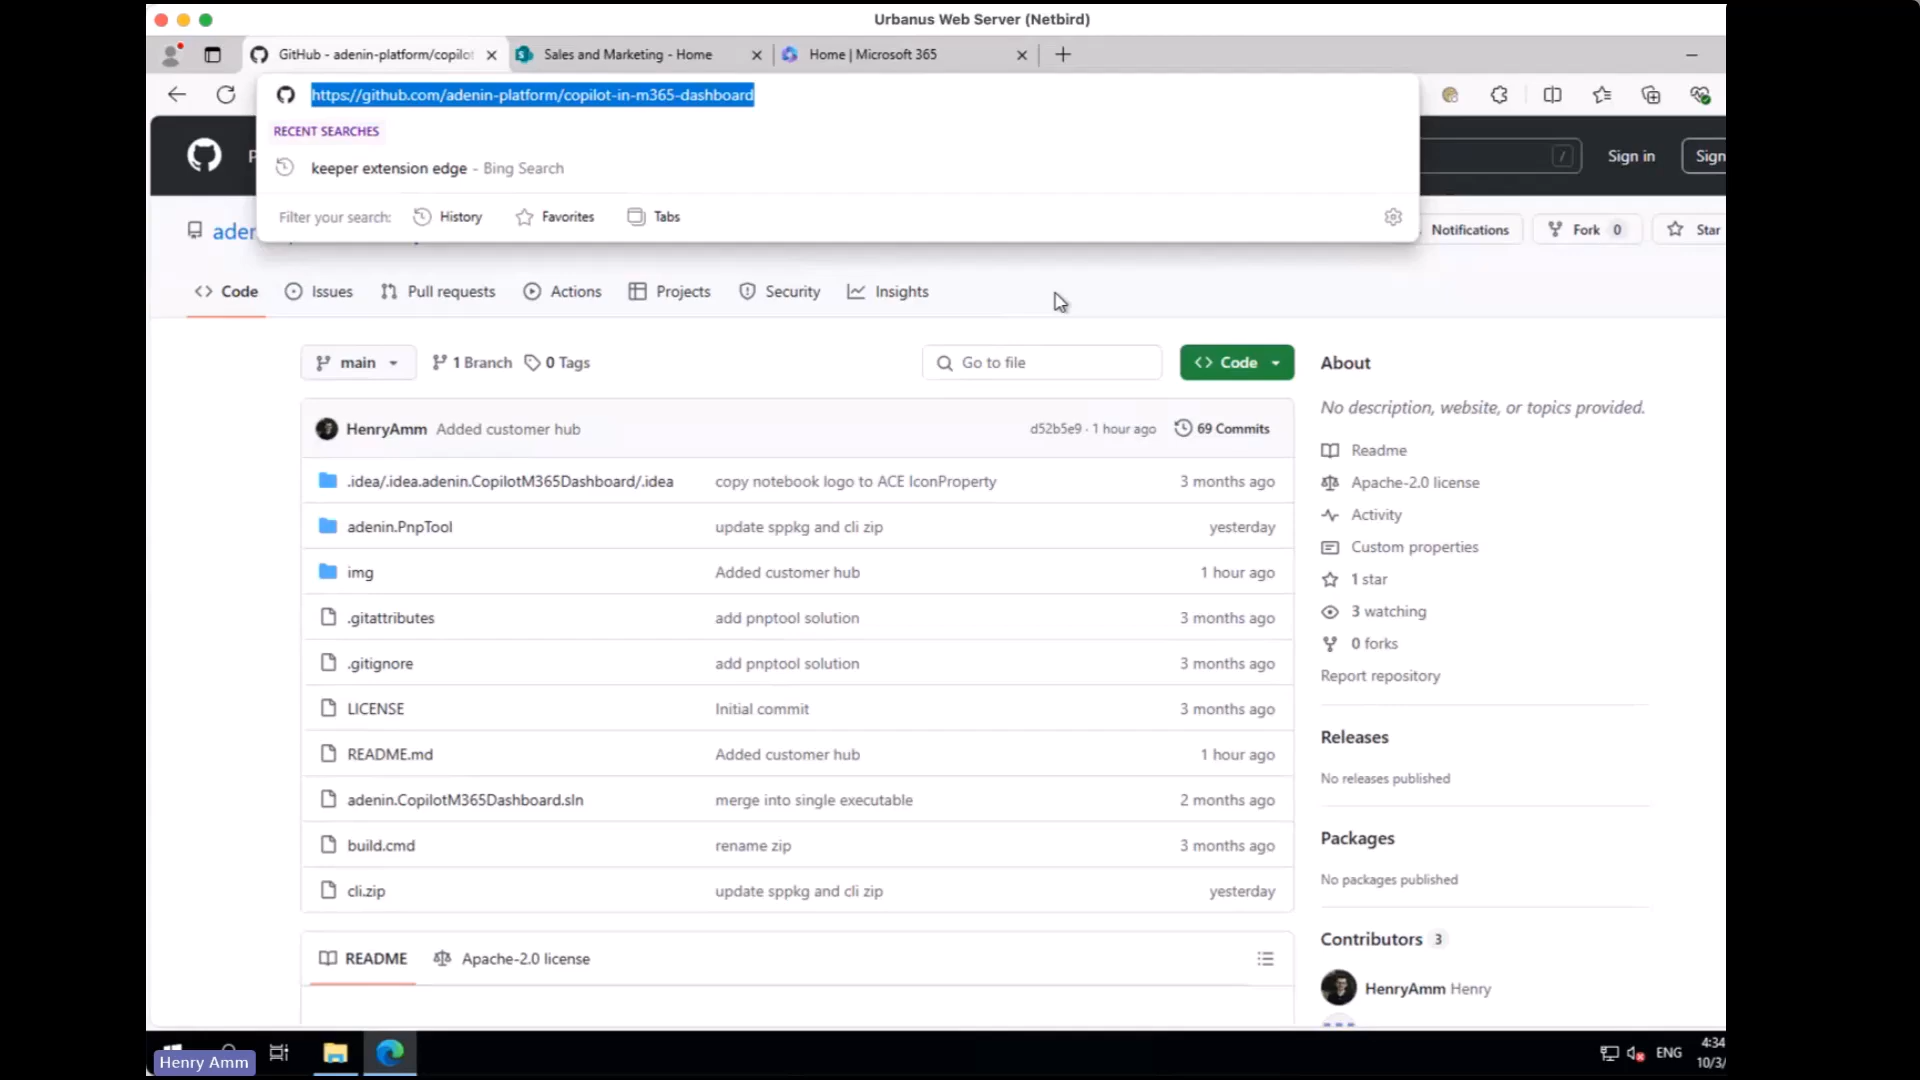 Urbanus Web Server (Netbird)
GitHub - adenin-platform/copilot
Sales and Marketing - Home
Home | Microsoft 365
https://github.com/adenin-platform/copilot-in-m365-dashboard
RECENT SEARCHES
keeper extension edge - Bing Search
Filter your search:
History
Favorites
Tabs
/
Sign in
Sign
aden
Notifications
Fork 0
Star
Code
Issues
Pull requests
Actions
Projects
Security
Insights
main
1 Branch
0 Tags
Go to file
Code
HenryAmm Added customer hub d52b5e9 · 1 hour ago 69 Commits
.idea/.idea.adenin.CopilotM365Dashboard/.idea copy notebook logo to ACE IconProperty 3 months ago
adenin.PnpTool update sppkg and cli zip yesterday
img Added customer hub 1 hour ago
.gitattributes add pnptool solution 3 months ago
.gitignore add pnptool solution 3 months ago
LICENSE Initial commit 3 months ago
README.md Added customer hub 1 hour ago
adenin.CopilotM365Dashboard.sln merge into single executable 2 months ago
build.cmd rename zip 3 months ago
cli.zip update sppkg and cli zip yesterday
README
Apache-2.0 license
About
No description, website, or topics provided.
Readme
Apache-2.0 license
Activity
Custom properties
1 star
3 watching
0 forks
Report repository
Releases
No releases published
Packages
No packages published
Contributors 3
HenryAmm Henry
Henry Amm
ENG
4:34
10/3/